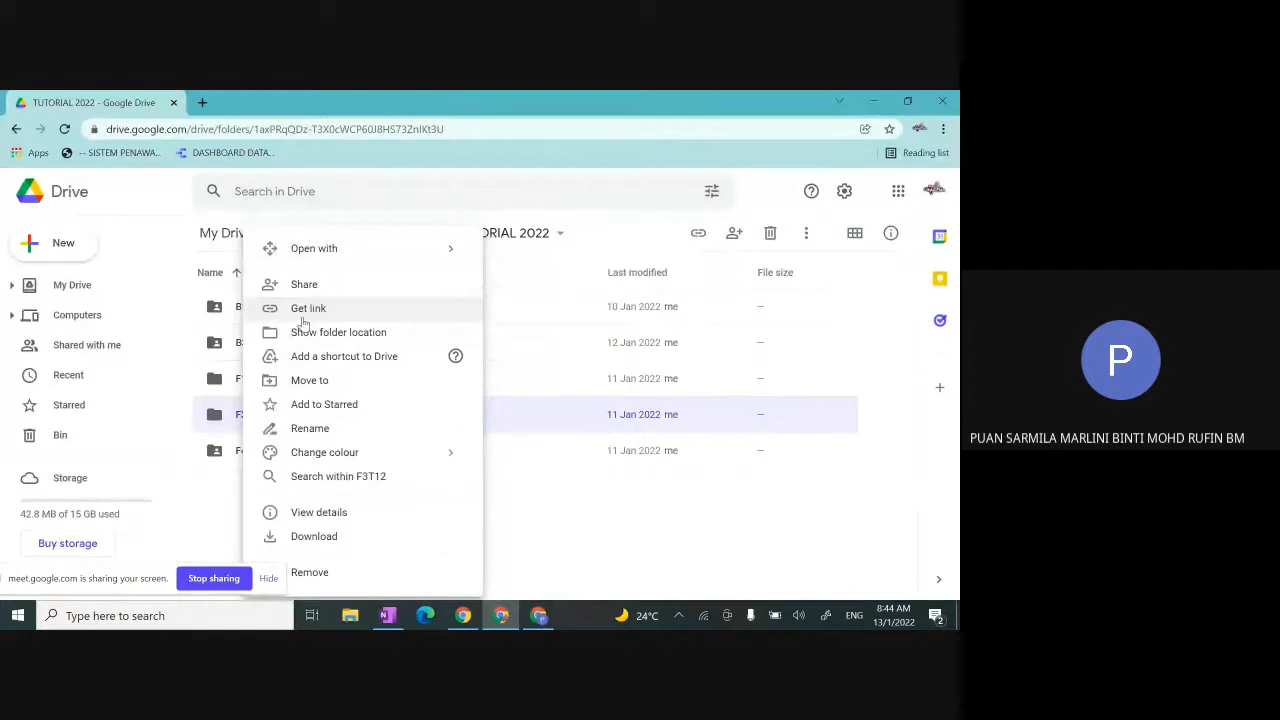 TUTORIAL 2022 - Google Drive
drive.google.com/drive/folders/1axPRqQDz-T3X0cWCP60J8HS73ZnIKt3U
Apps
-- SISTEM PENAWA...
DASHBOARD DATA...
Reading list
Drive
Search in Drive
New
My Drive
Computers
Shared with me
Recent
Starred
Bin
Storage
42.8 MB of 15 GB used
Buy storage
My Driv
ORIAL 2022
Name
Last modified
File size
10 Jan 2022 me
12 Jan 2022 me
11 Jan 2022 me
11 Jan 2022 me
11 Jan 2022 me
Open with
Share
Get link
Show folder location
Add a shortcut to Drive
Move to
Add to Starred
Rename
Change colour
Search within F3T12
View details
Download
Remove
meet.google.com is sharing your screen.
Stop sharing
Hide
Type here to search
24°C
ENG
8:44 AM
13/1/2022
2
P
PUAN SARMILA MARLINI BINTI MOHD RUFIN BM